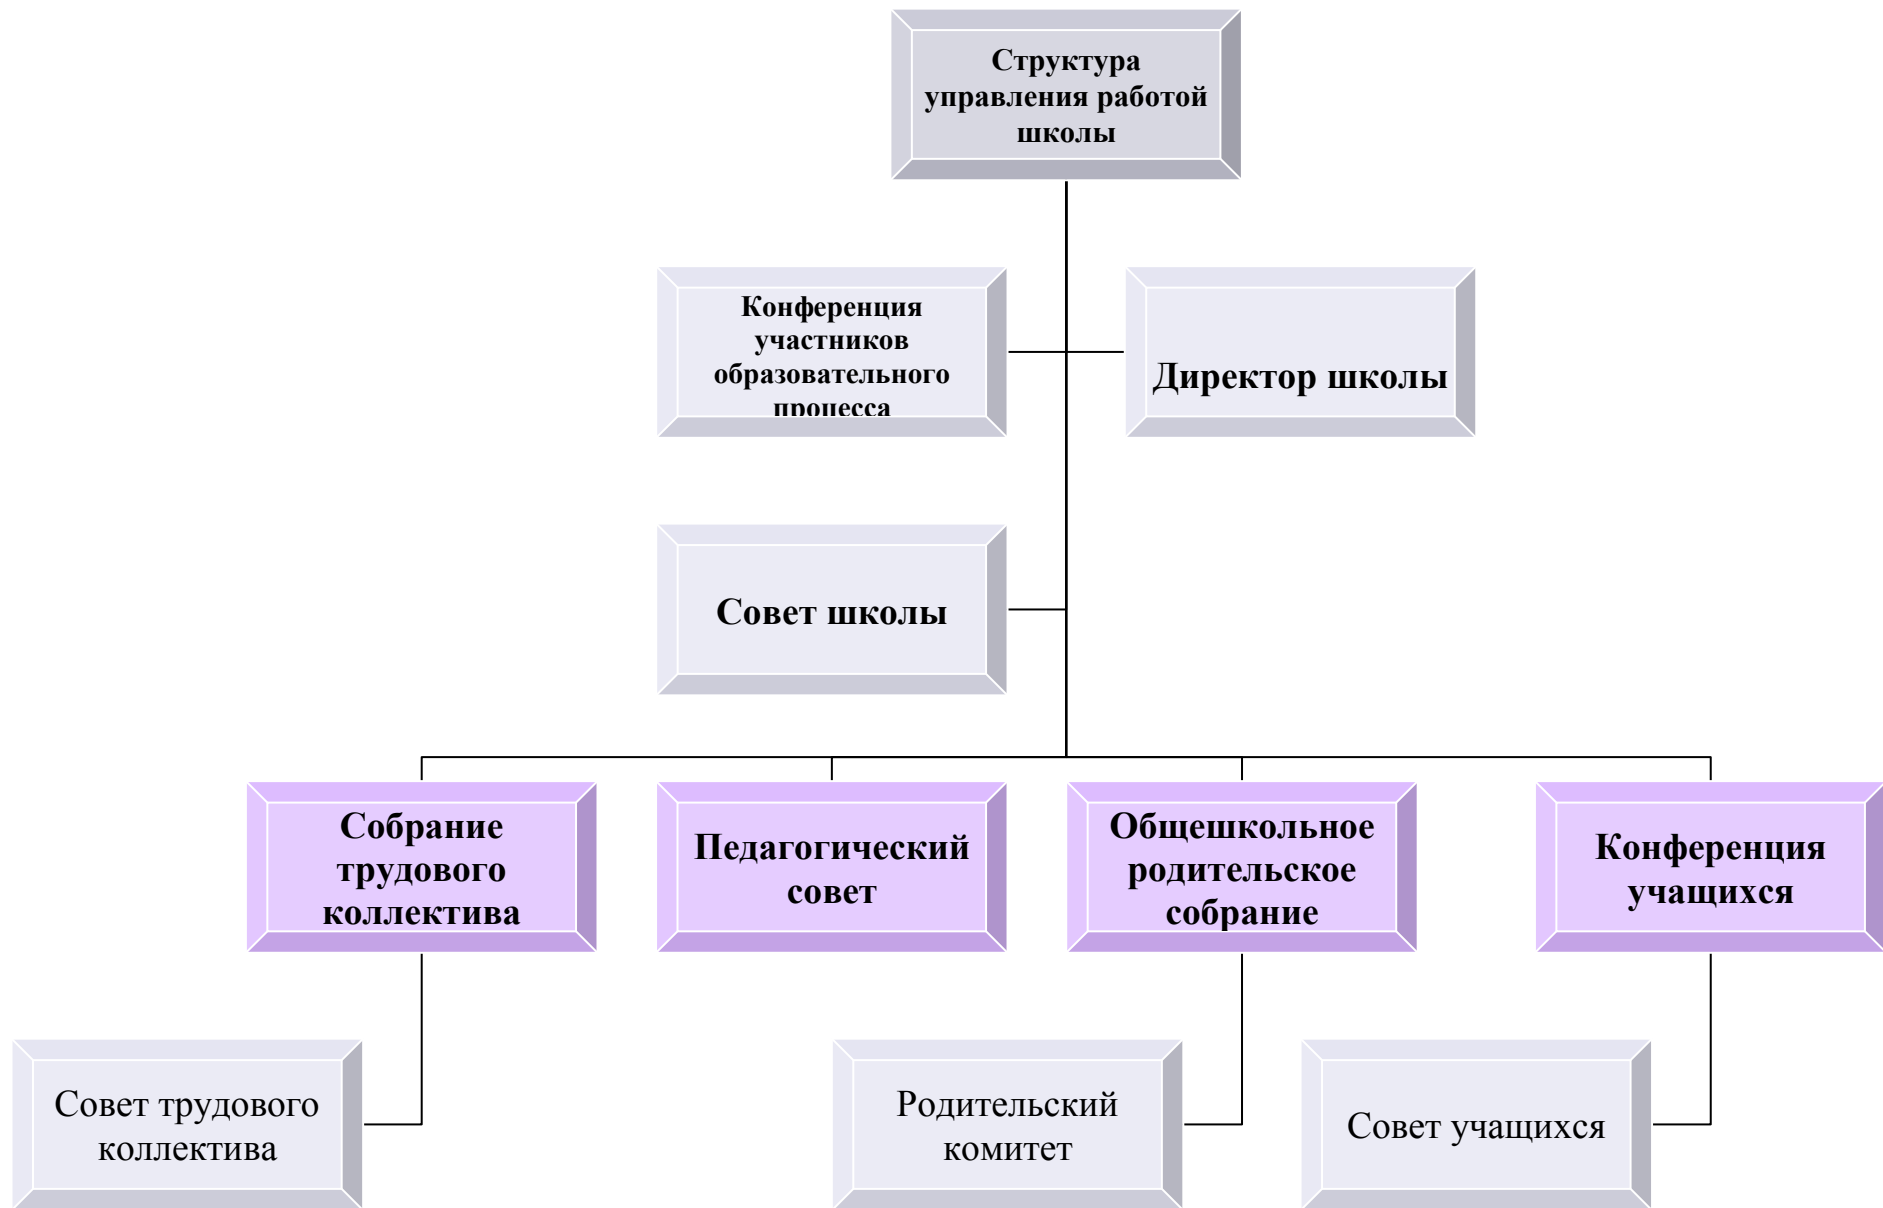 Структура
управления работой
школы
Конференция
участников
образовательного
процесса
Директор школы
Совет школы
Собрание
трудового
коллектива
Педагогический
совет
Общешкольное
родительское
собрание
Конференция
учащихся
Совет трудового
коллектива
Родительский
комитет
Совет учащихся